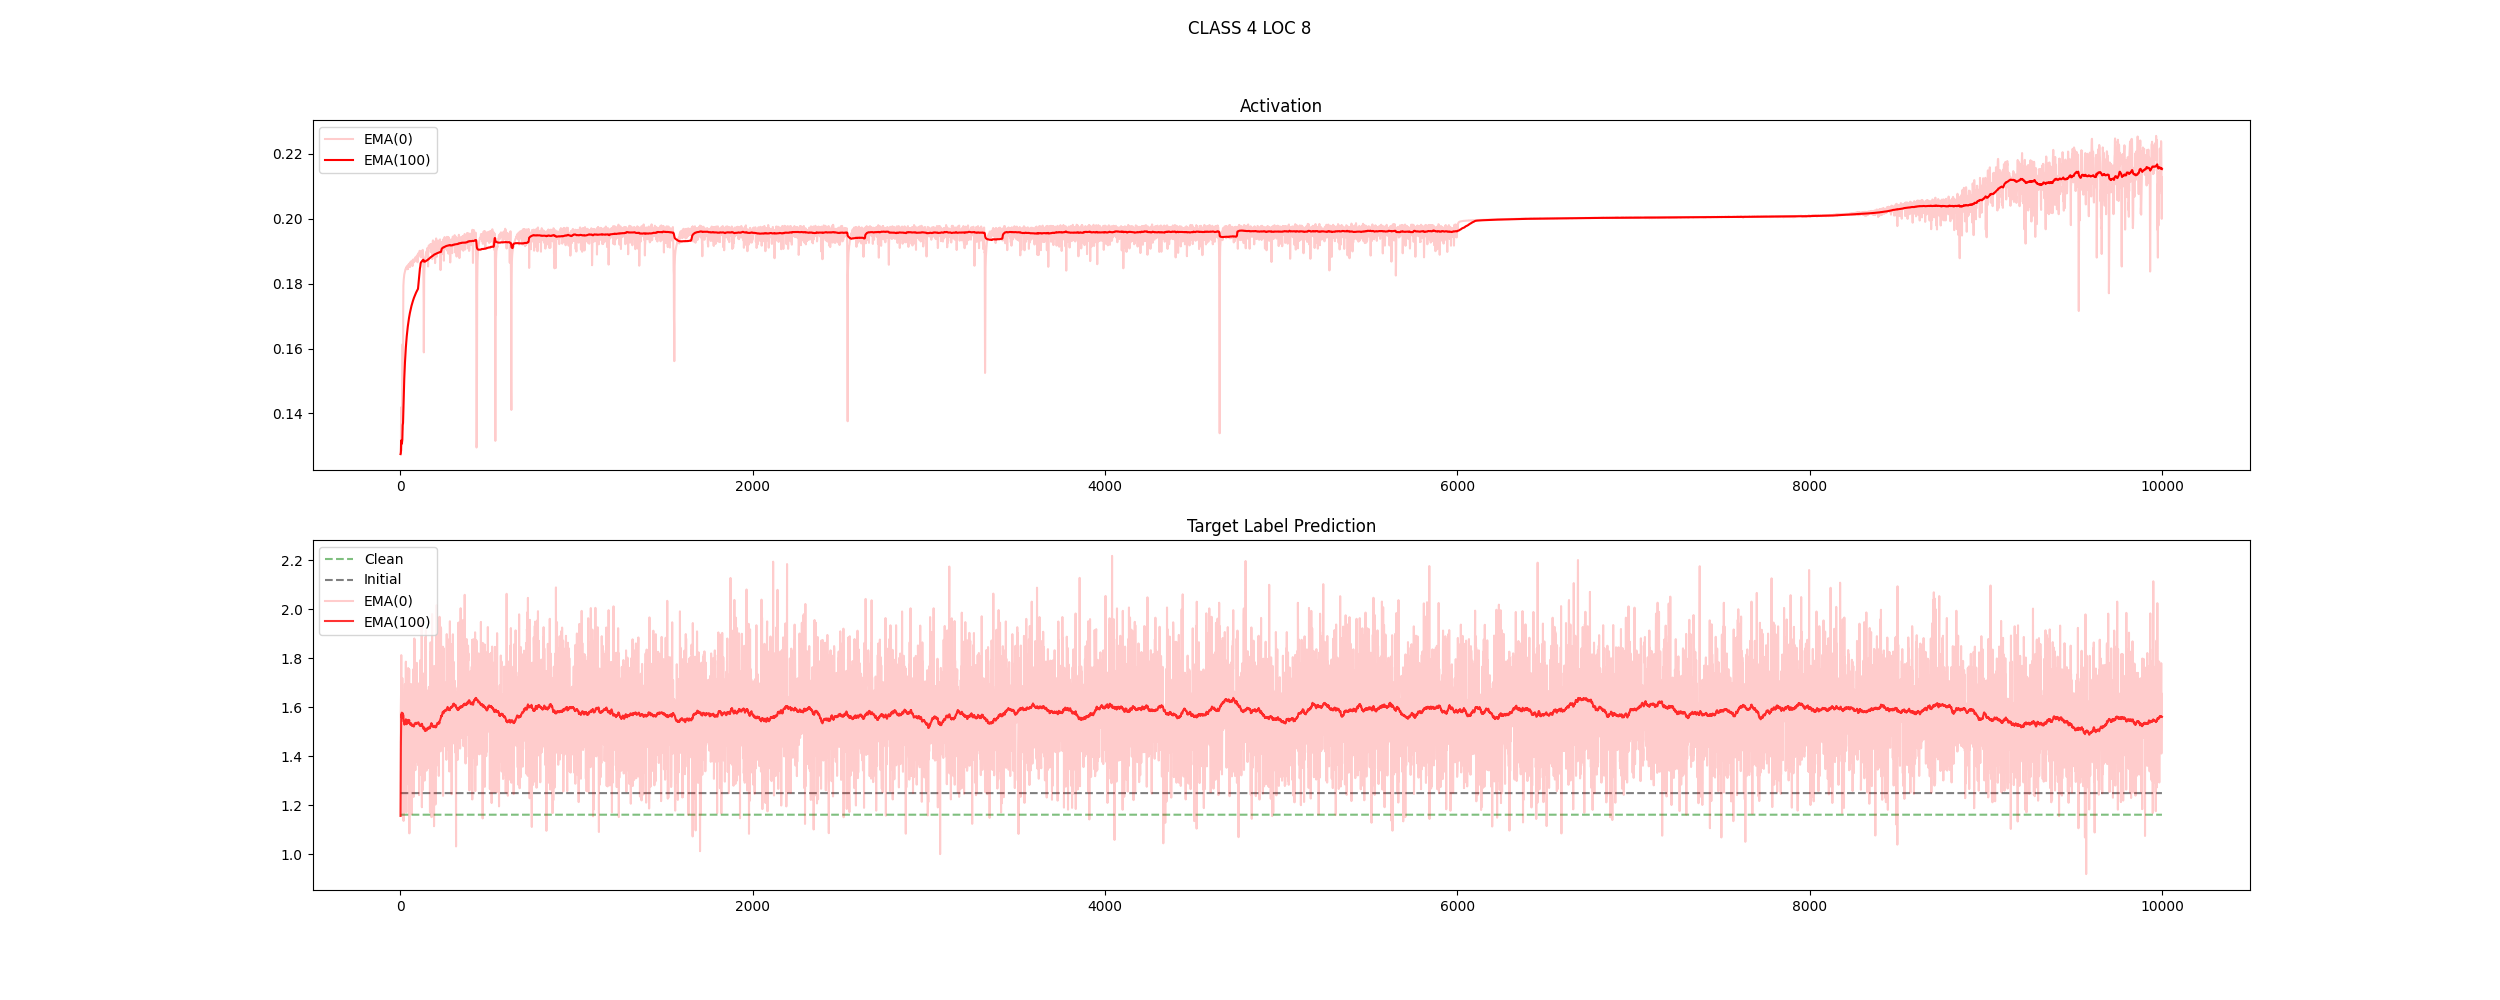 CLASS 4 LOC 8
Activation
EMA(0)
EMA(100)
0.22
0.20
0.18
0.16
0.14
0 2000 4000 6000 8000 10000
Target Label Prediction
Clean
Initial
EMA(0)
EMA(100)
2.2
2.0
1.8
1.6
1.4
1.2
1.0
0 2000 4000 6000 8000 10000